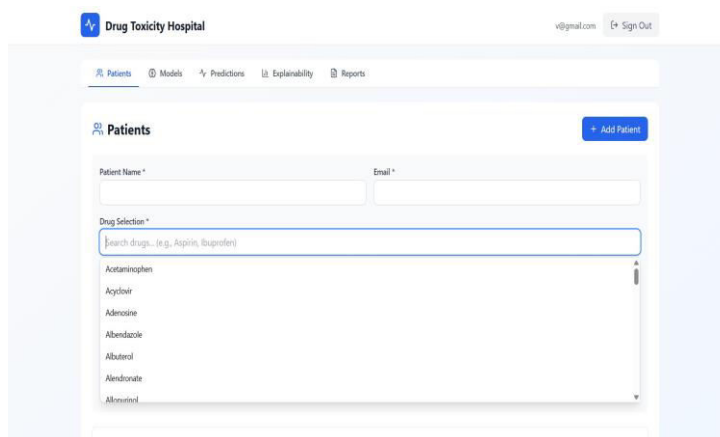 Drug Toxicity Hospital
v@gmail.com
Sign Out
Patients Models Predictions Explainability Reports
Patients
+ Add Patient
Patient Name * Email *
Drug Selection *
Search drugs... (e.g., Aspirin, Ibuprofen)
Acetaminophen
Acyclovir
Adenosine
Albendazole
Albuterol
Alendronate
Allopurinol